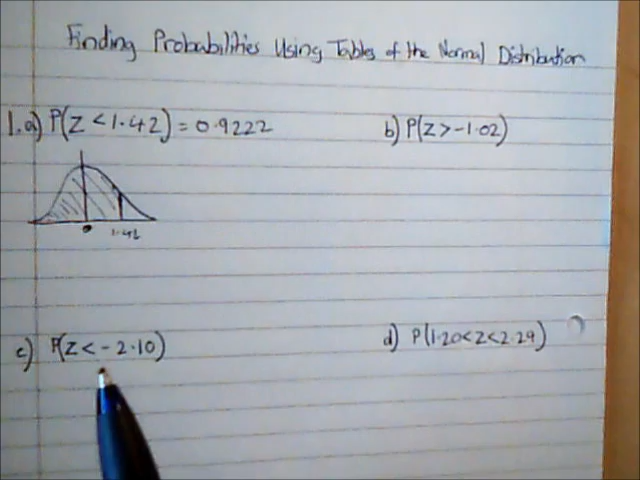 Finding Probabilities Using Tables of the Normal Distribution
1.a) P(Z < 1.42) = 0.9222
b) P(Z > -1.02)
0 1.42
c) P(Z < - 2.10)
d) P(1.20 < Z < 2.29)